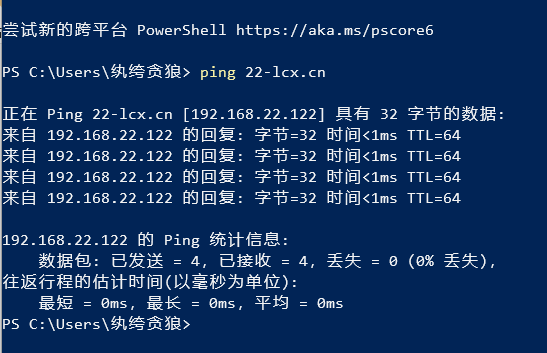 尝试新的跨平台 PowerShell https://aka.ms/pscore6
PS C:\Users\纨绔贪狼> ping 22-lcx.cn
正在 Ping 22-lcx.cn [192.168.22.122] 具有 32 字节的数据:
来自 192.168.22.122 的回复: 字节=32 时间<1ms TTL=64
来自 192.168.22.122 的回复: 字节=32 时间<1ms TTL=64
来自 192.168.22.122 的回复: 字节=32 时间<1ms TTL=64
来自 192.168.22.122 的回复: 字节=32 时间<1ms TTL=64
192.168.22.122 的 Ping 统计信息:
数据包: 已发送 = 4, 已接收 = 4, 丢失 = 0 (0% 丢失),
往返行程的估计时间(以毫秒为单位):
最短 = 0ms, 最长 = 0ms, 平均 = 0ms
PS C:\Users\纨绔贪狼>